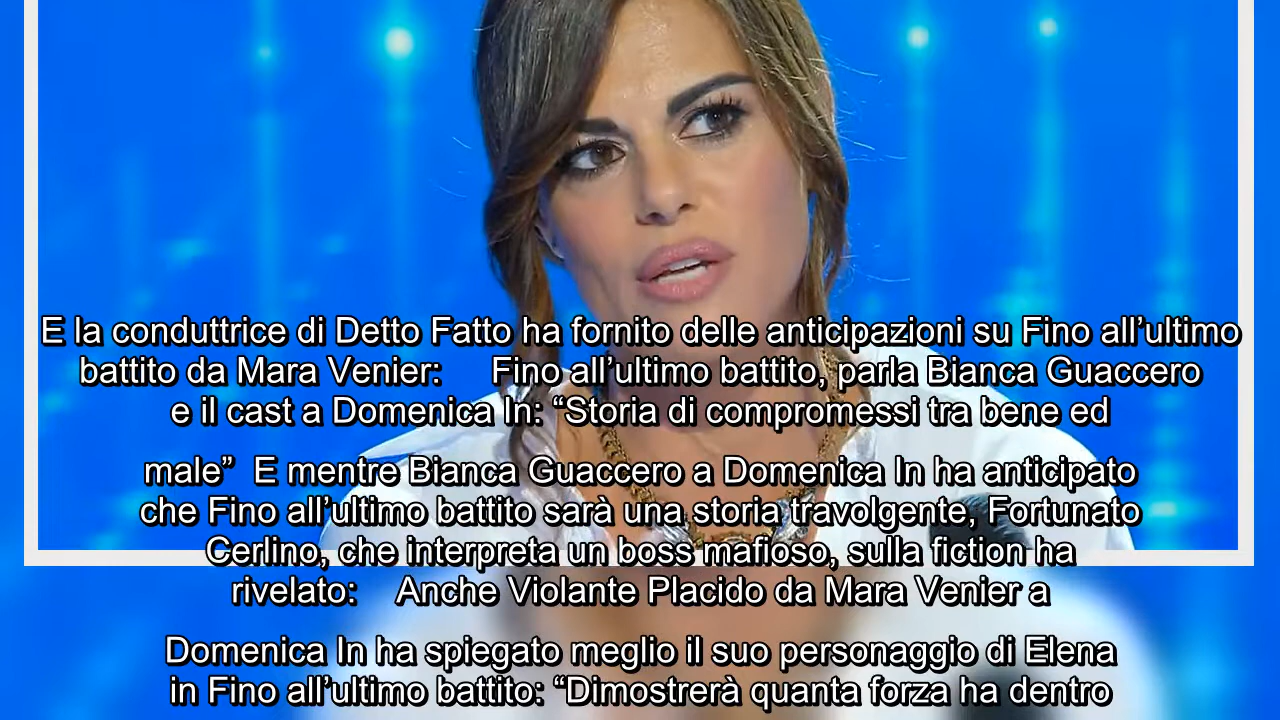 E la conduttrice di Detto Fatto ha fornito delle anticipazioni su Fino all’ultimo
battito da Mara Venier: Fino all’ultimo battito, parla Bianca Guaccero
e il cast a Domenica In: “Storia di compromessi tra bene ed
male” E mentre Bianca Guaccero a Domenica In ha anticipato
che Fino all’ultimo battito sarà una storia travolgente, Fortunato
Cerlino, che interpreta un boss mafioso, sulla fiction ha
rivelato: Anche Violante Placido da Mara Venier a
Domenica In ha spiegato meglio il suo personaggio di Elena
in Fino all’ultimo battito: “Dimostrerà quanta forza ha dentro